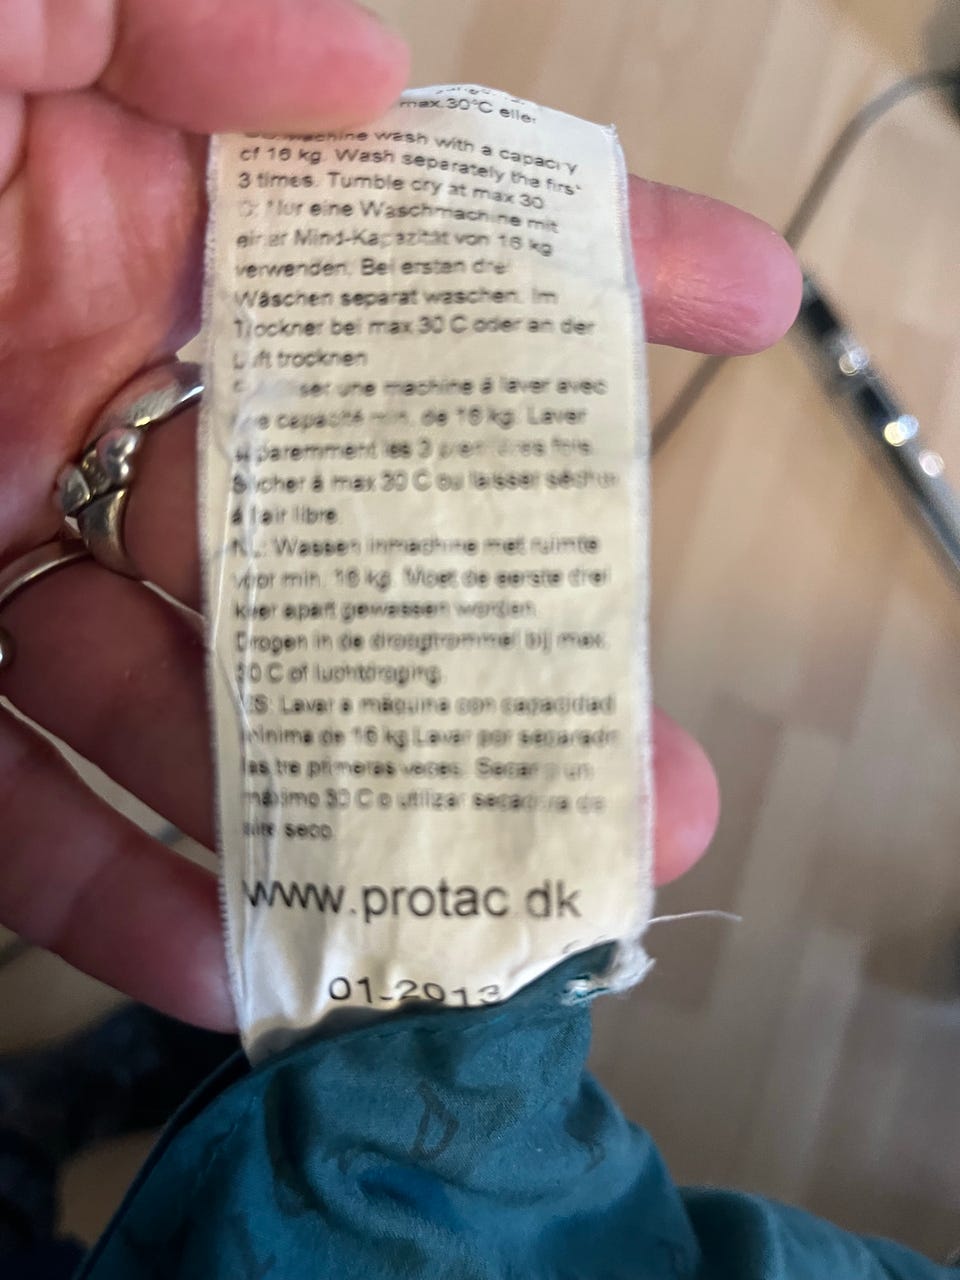 max.30°C eller
Machine wash with a capacity
cf 16 kg. Wash separately the first
3 times. Tumble cry at max 30
D: Nur eine Waschmachine mit
einer Mind-Kapazität von 16 kg
verwenden. Bei ersten drei
Wäschen separat waschen. Im
Trockner bei max 30 C oder an der
Luft trocknen
une machine á laver avec
capacité min. de 16 kg. Laver
les 3 premières fois.
á max 30 C ou laisser
á l'air libre.
NL: Wassen inmachine met ruimte
voor min. 16 kg. Moet de eerste drei
keer apart gewassen worden.
Drogen in de droogtrommel bij max.
30 C of luchtdroging.
ES: Lavar a máquina con capacidad
mínima de 16 kg Lavar por separado
las tre primeras veces. Secar un
máximo 30 C o utilizar secadora de
aire seco.
www.protac.dk
01-2013